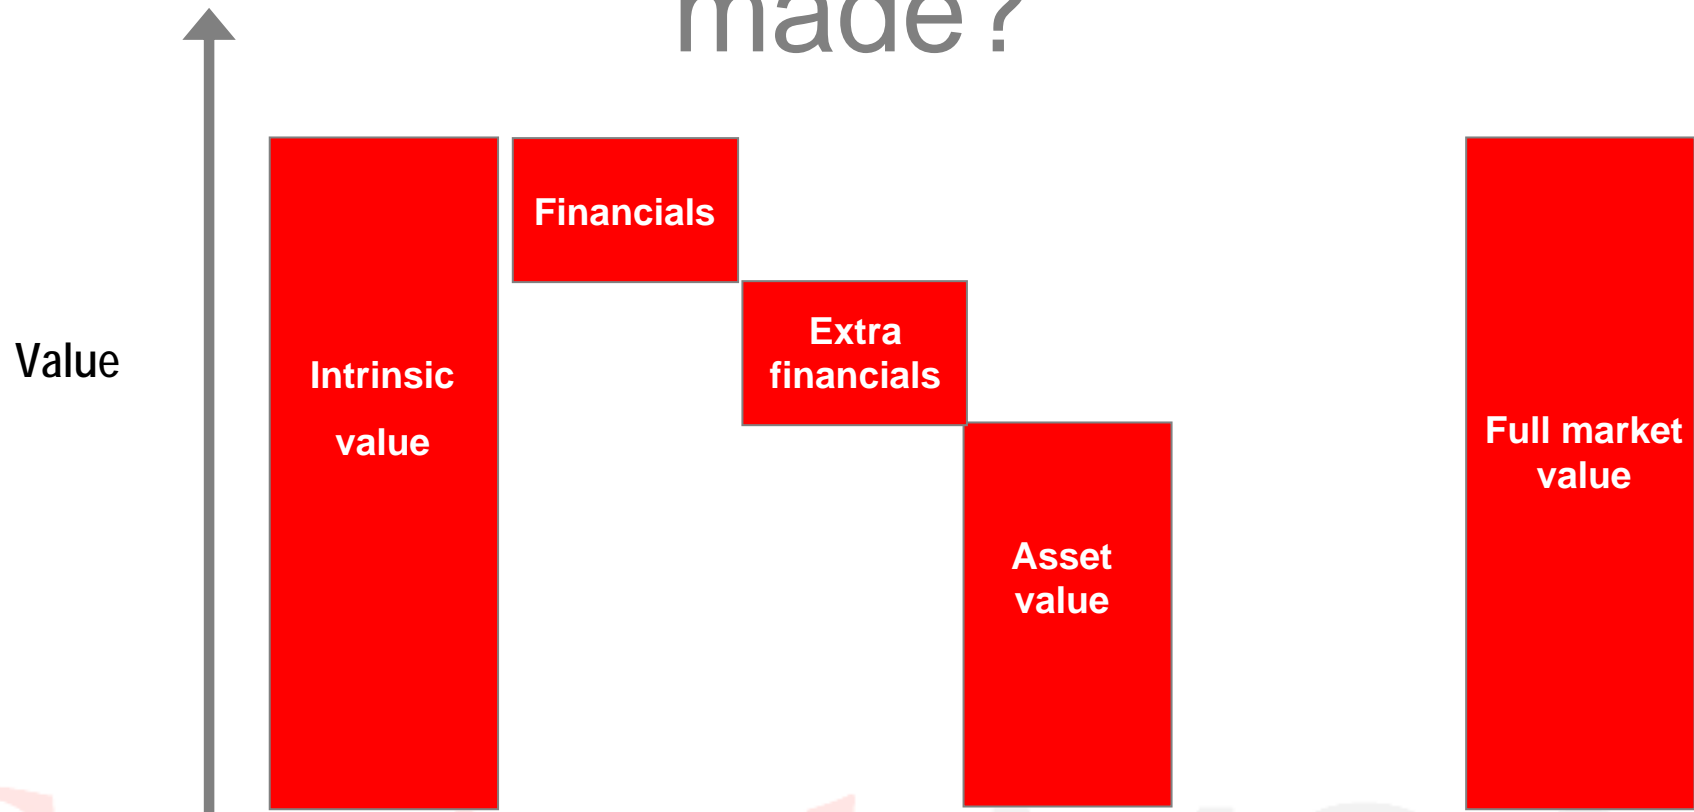 made?
Financials
Extra
financials
Value
Intrinsic
value
Full market
value
Asset
value